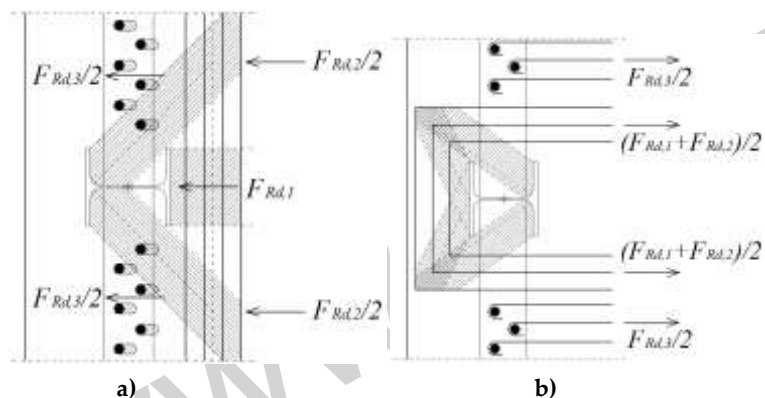 F Rd,3/2
F Rd,2/2
F Rd,1
F Rd,3/2
F Rd,2/2
a)
F Rd,3/2
(F Rd,1+F Rd,2)/2
(F Rd,1+F Rd,2)/2
F Rd,3/2
b)